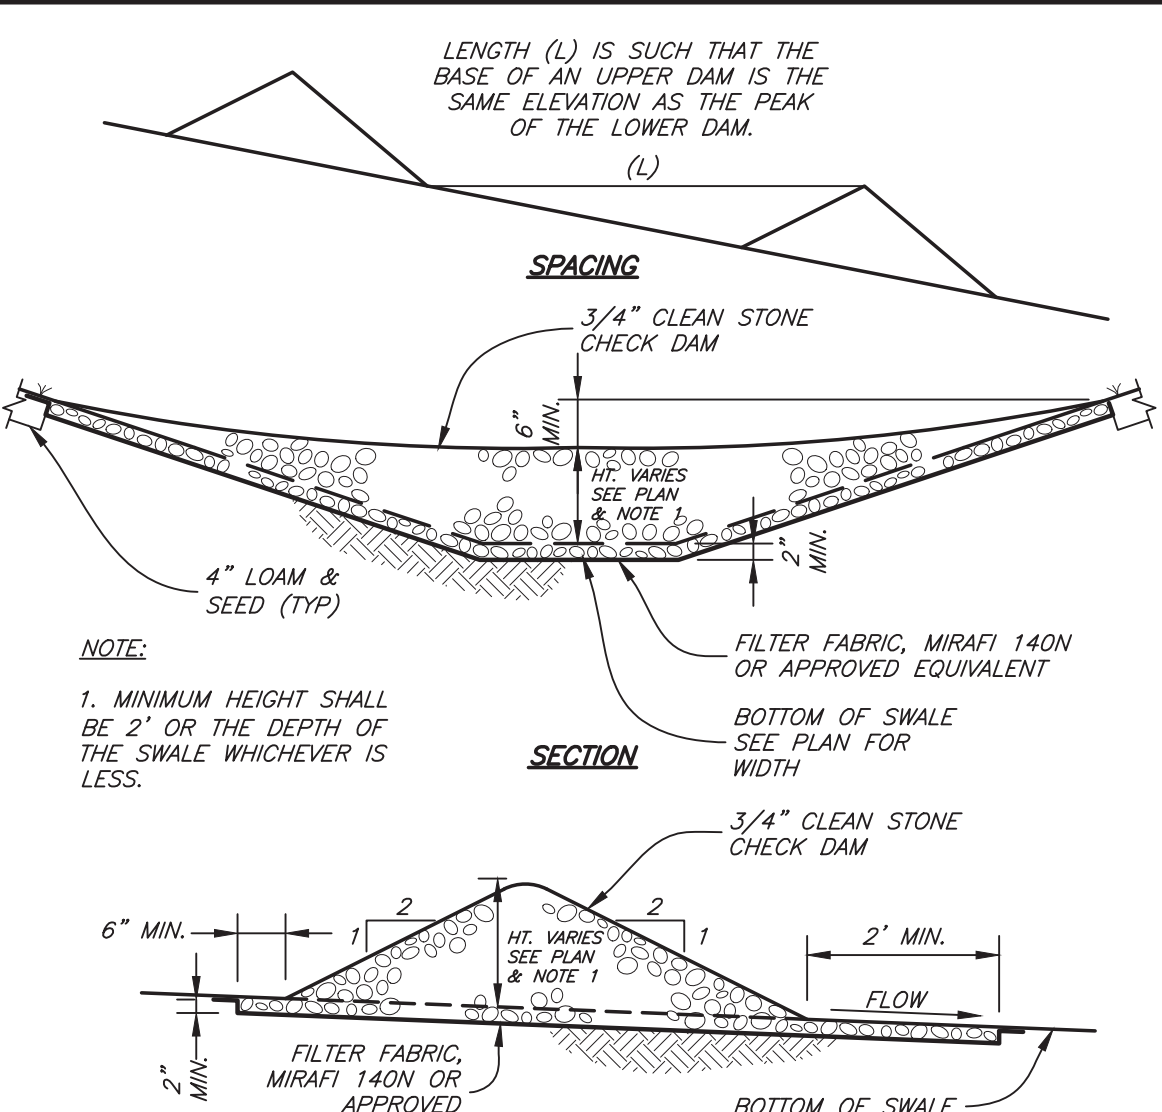 LENGTH (L) IS SUCH THAT THE
BASE OF AN UPPER DAM IS THE
SAME ELEVATION AS THE PEAK
OF THE LOWER DAM.
(L)
SPACING
3/4" CLEAN STONE
CHECK DAM
6"
MIN.
HT. VARIES
SEE PLAN
& NOTE 1
2"
MIN.
4" LOAM &
SEED (TYP)
FILTER FABRIC, MIRAFI 140N
OR APPROVED EQUIVALENT
NOTE:
1. MINIMUM HEIGHT SHALL
BE 2' OR THE DEPTH OF
THE SWALE WHICHEVER IS
LESS.
BOTTOM OF SWALE
SEE PLAN FOR
WIDTH
SECTION
3/4" CLEAN STONE
CHECK DAM
6" MIN.
2
1
2
1
HT. VARIES
SEE PLAN
& NOTE 1
2' MIN.
FLOW
2"
MIN.
FILTER FABRIC,
MIRAFI 140N OR
APPROVED
BOTTOM OF SWALE